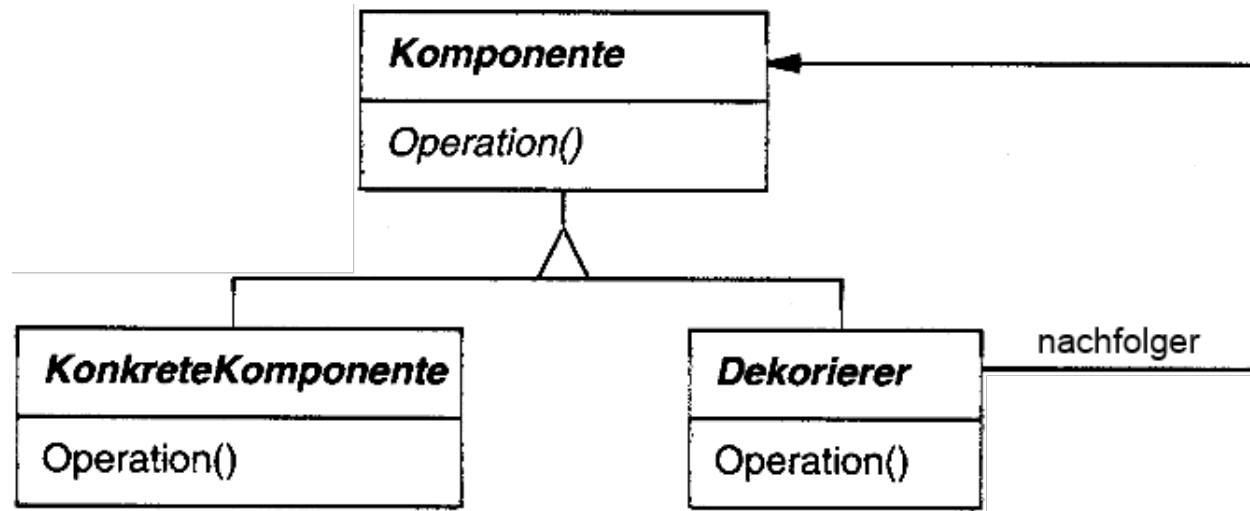 Komponente
Operation()
KonkreteKomponente
Operation()
Dekorierer
Operation()
nachfolger